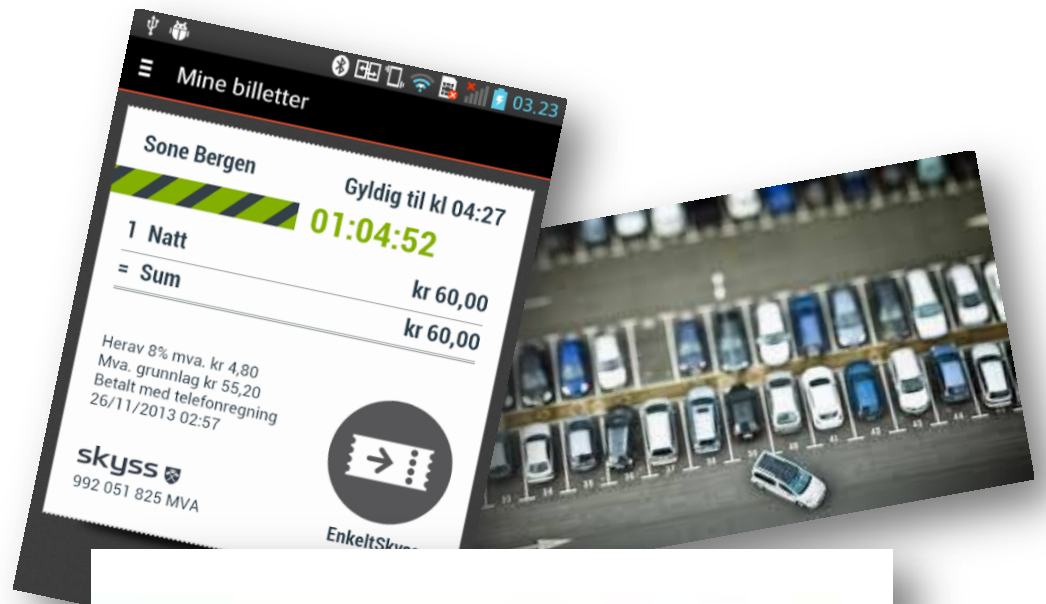 03.23
Mine billetter
Sone Bergen
Gyldig til kl 04:27
01:04:52
1 Natt
kr 60,00
= Sum
kr 60,00
Herav 8% mva. kr 4,80
Mva. grunnlag kr 55,20
Betalt med telefonregning
26/11/2013 02:57
skyss
992 051 825 MVA